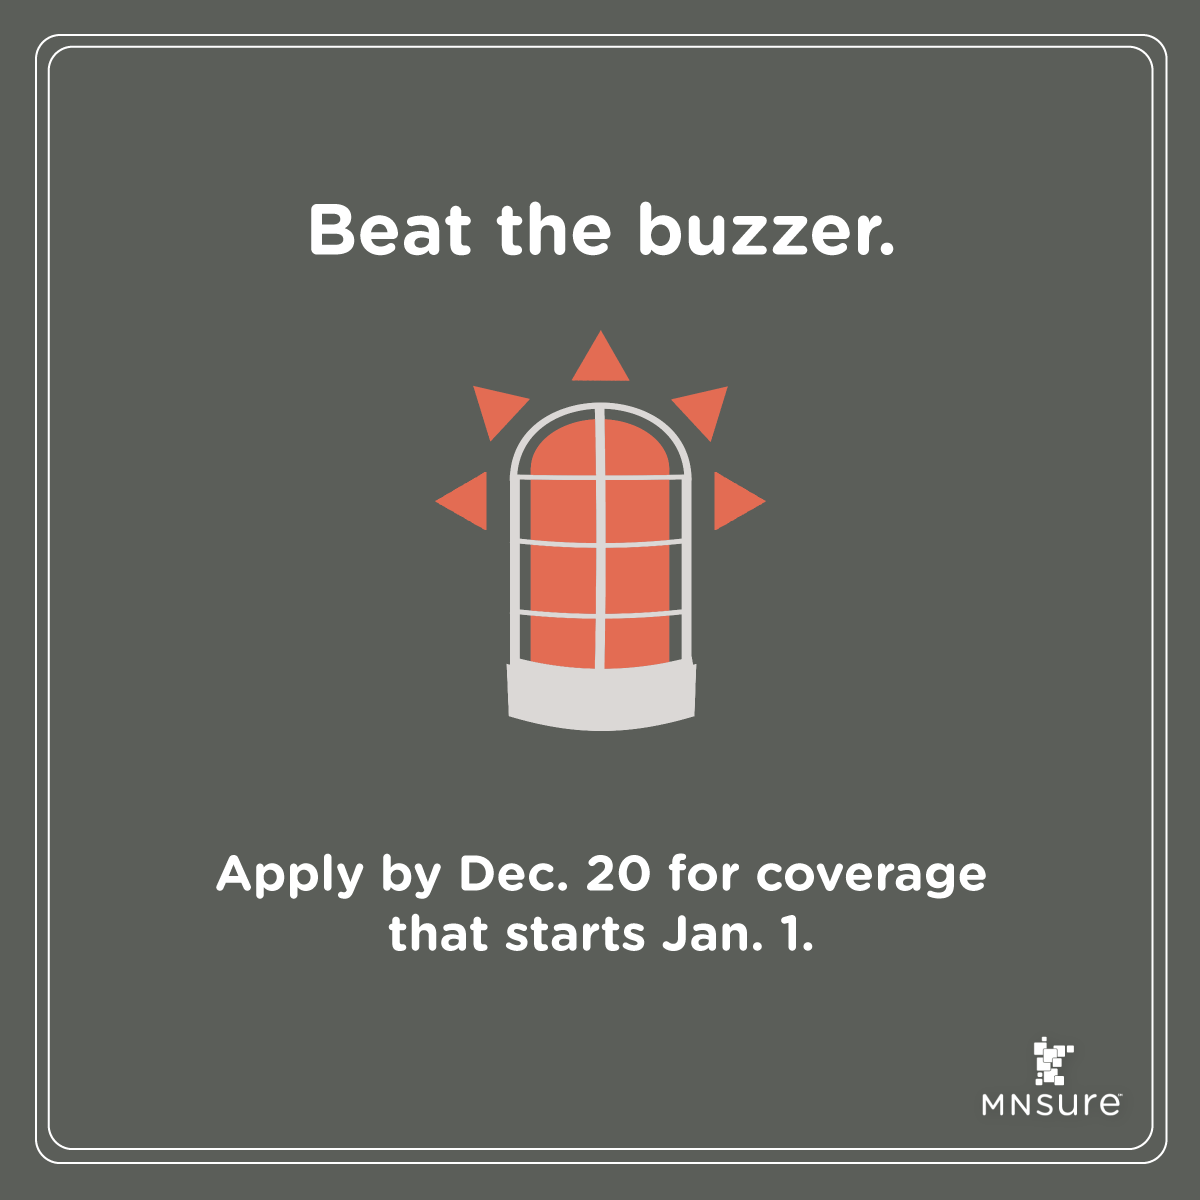 Beat the buzzer.
Apply by Dec. 20 for coverage
that starts Jan. 1.
MNsure